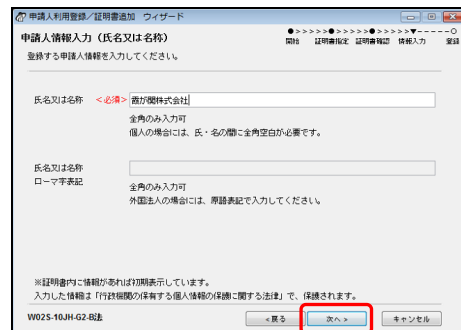 申請人利用登録／証明書追加　ウィザード
申請人情報入力（氏名又は名称）
●>>>>>●>>>>>●>>>>>▼-----○
開始 証明書指定 証明書確認 情報入力 登録
登録する申請人情報を入力してください。
氏名又は名称 ＜必須＞ 霞が関株式会社
全角のみ入力可
個人の場合には、氏・名の間に全角空白が必要です。
氏名又は名称
ローマ字表記
全角のみ入力可
外国法人の場合には、原語表記で入力してください。
※証明書内に情報があれば初期表示しています。
入力した情報は「行政機関の保有する個人情報の保護に関する法律」で、保護されます。
W02S-10JH-G2-B法
<戻る 次へ > キャンセル